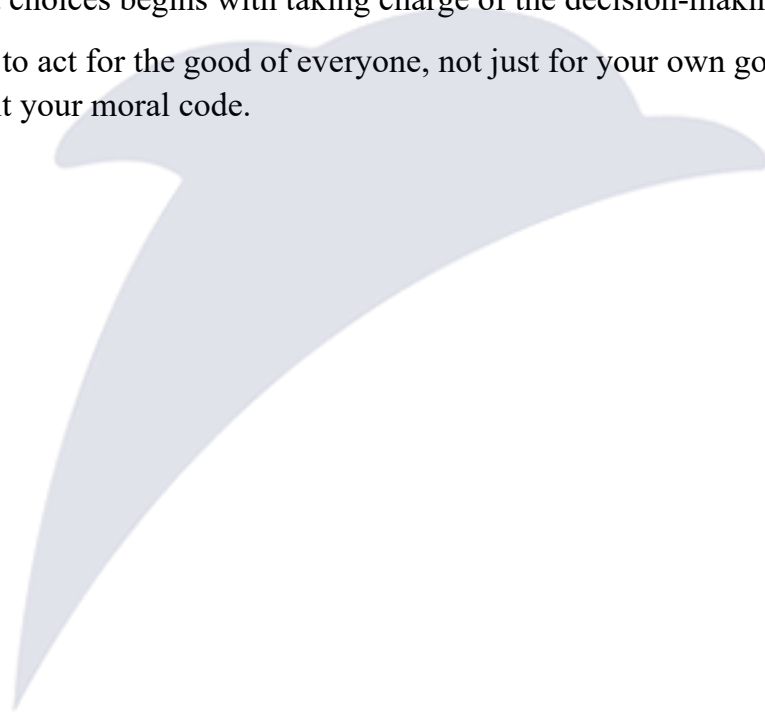 choices begins with taking charge of the
to act for the good of everyone, not just for your own
your moral code.